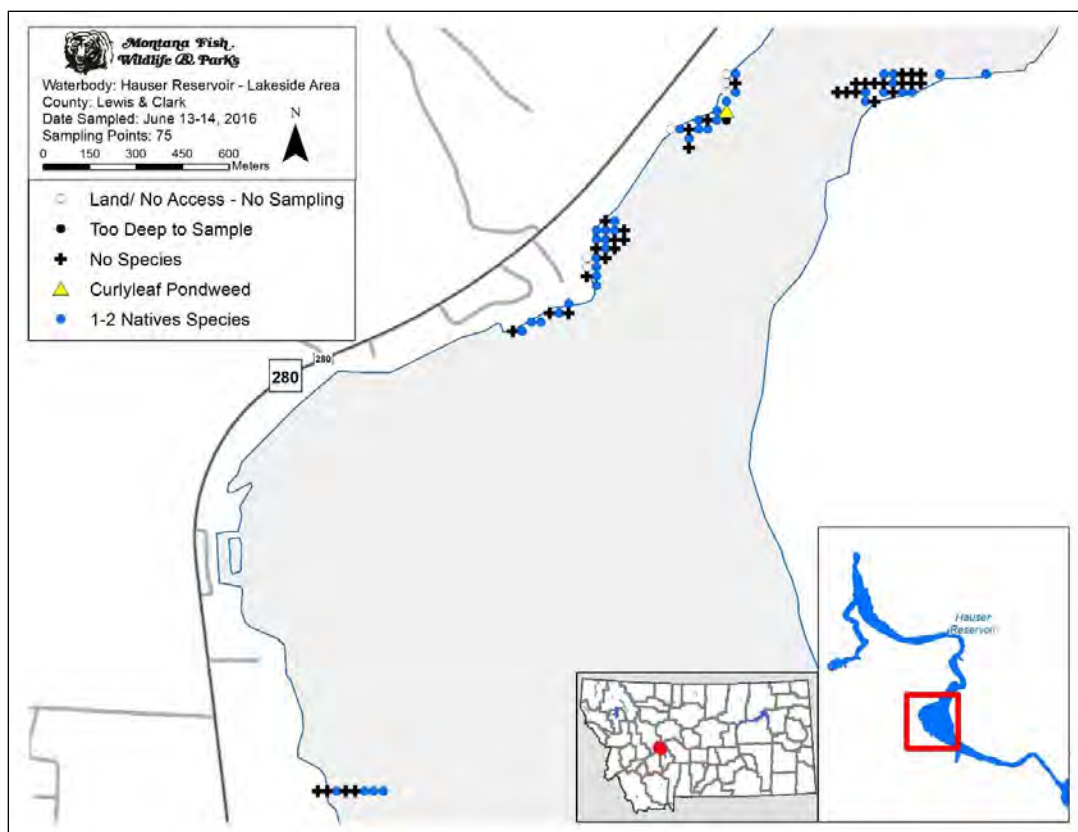 Montana Fish,
Wildlife & Parks
Waterbody: Hauser Reservoir - Lakeside Area
County: Lewis & Clark
Date Sampled: June 13-14, 2016
Sampling Points: 75
N
0 150 300 450 600
Meters
Land/ No Access - No Sampling
Too Deep to Sample
No Species
Curlyleaf Pondweed
1-2 Natives Species
280
280
Hauser
Reservoir